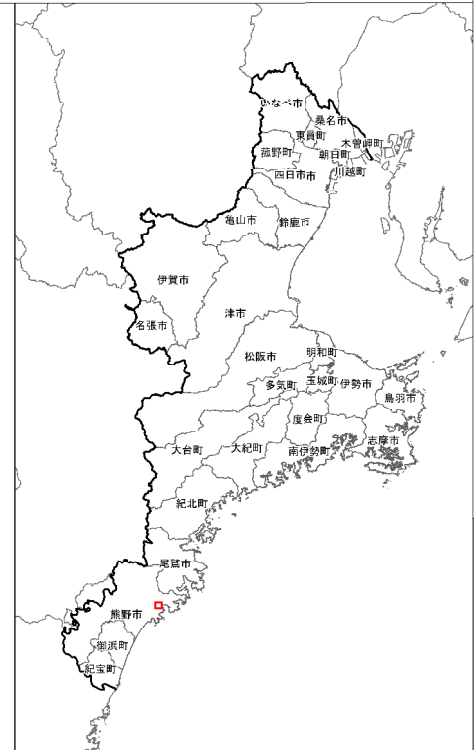 いなべ市
桑名市
東員町
木曽岬町
菰野町
朝日町
川越町
四日市市
亀山市
鈴鹿市
伊賀市
津市
名張市
松阪市
明和町
多気町
玉城町
伊勢市
鳥羽市
度会町
志摩市
大台町
大紀町
南伊勢町
紀北町
尾鷲市
熊野市
御浜町
紀宝町